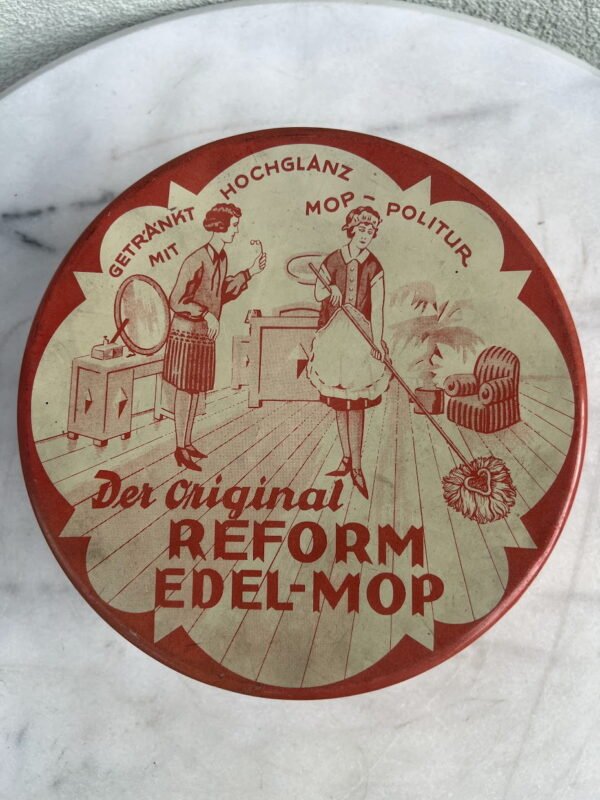 GETRÄNKT HOCHGLANZ
MIT MOP-POLITUR
Der Original
REFORM
EDEL-MOP